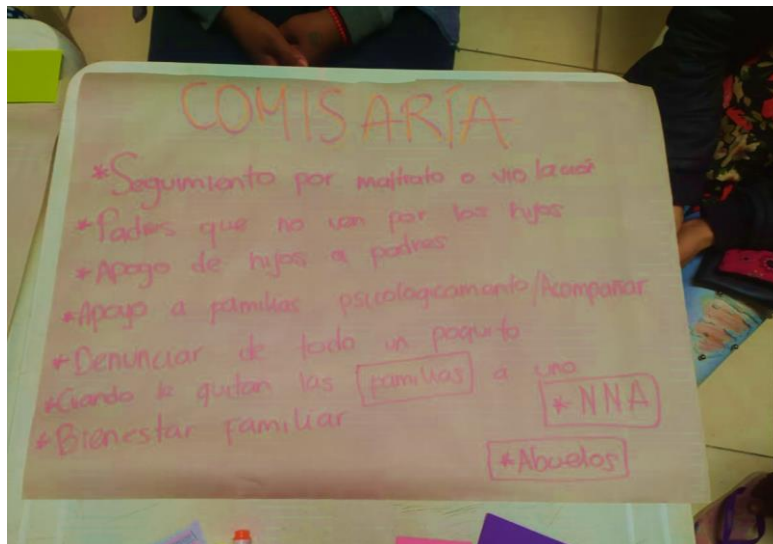 COMISARÍA
*Seguimiento por maltrato o violación
*Padres que no ven por los hijos
*Apoyo de hijos a padres
*Apoyo a familias psicologicamente/Acompañar
*Denunciar de todo un poquito
*Cuando le quitan las familias a uno
*NNA
*Bienestar familiar
*Abuelos